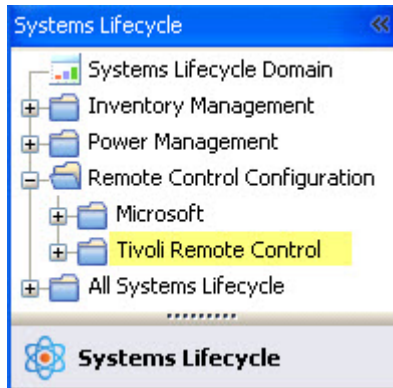 Systems Lifecycle
Systems Lifecycle Domain
Inventory Management
Power Management
Remote Control Configuration
Microsoft
Tivoli Remote Control
All Systems Lifecycle
Systems Lifecycle